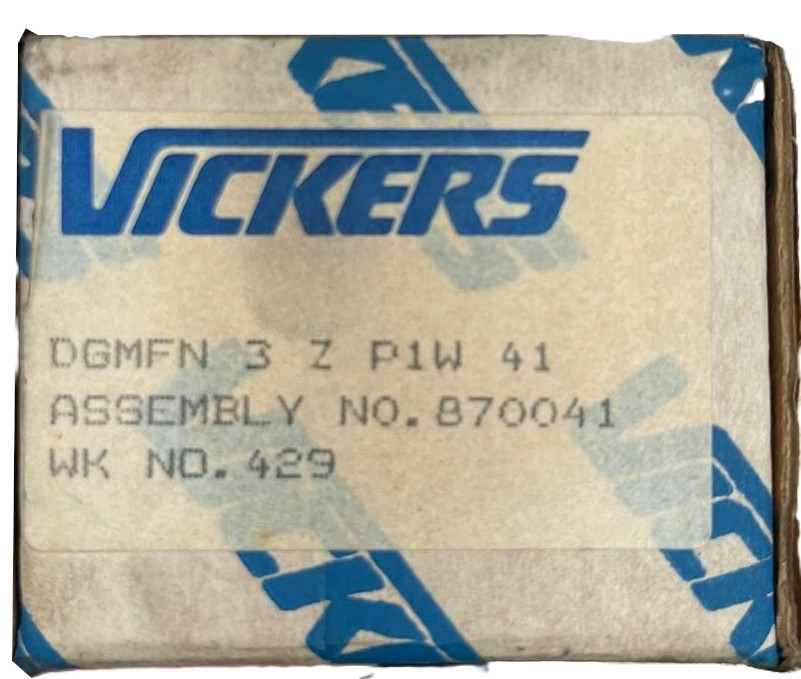 VICKERS
DGMFN 3 Z P1W 41
ASSEMBLY NO.870041
WK NO.429